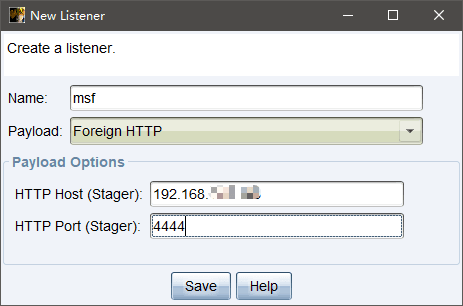 New Listener
Create a listener.
Name: msf
Payload: Foreign HTTP
Payload Options
HTTP Host (Stager): 192.168.
HTTP Port (Stager): 4444
Save Help